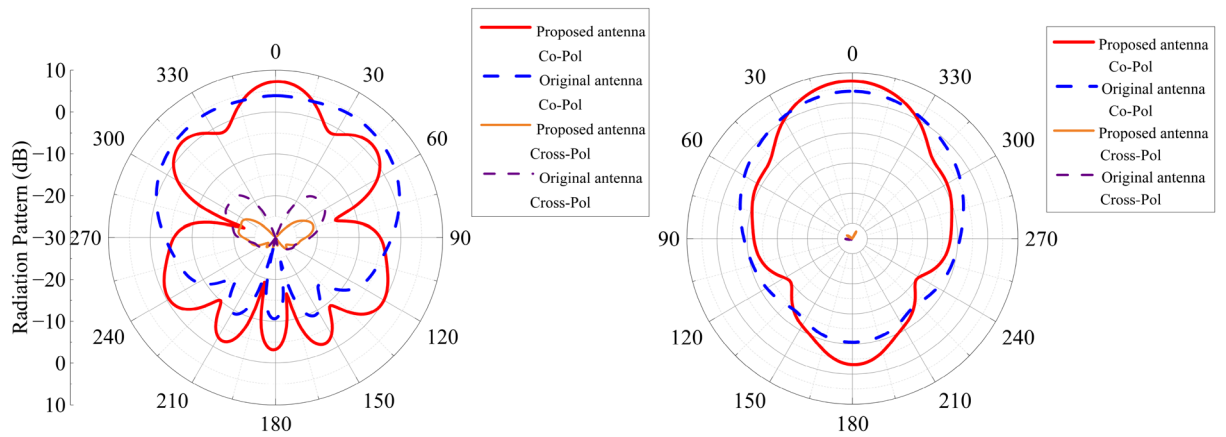 Proposed antenna
Co-Pol
Original antenna
Co-Pol
Proposed antenna
Cross-Pol
Original antenna
Cross-Pol
Radiation Pattern (dB)
10
0
−10
−20
−30
−20
−10
0
10
0
30
60
90
120
150
180
210
240
270
300
330
Proposed antenna
Co-Pol
Original antenna
Co-Pol
Proposed antenna
Cross-Pol
Original antenna
Cross-Pol
0
330
300
270
240
210
180
150
120
90
60
30